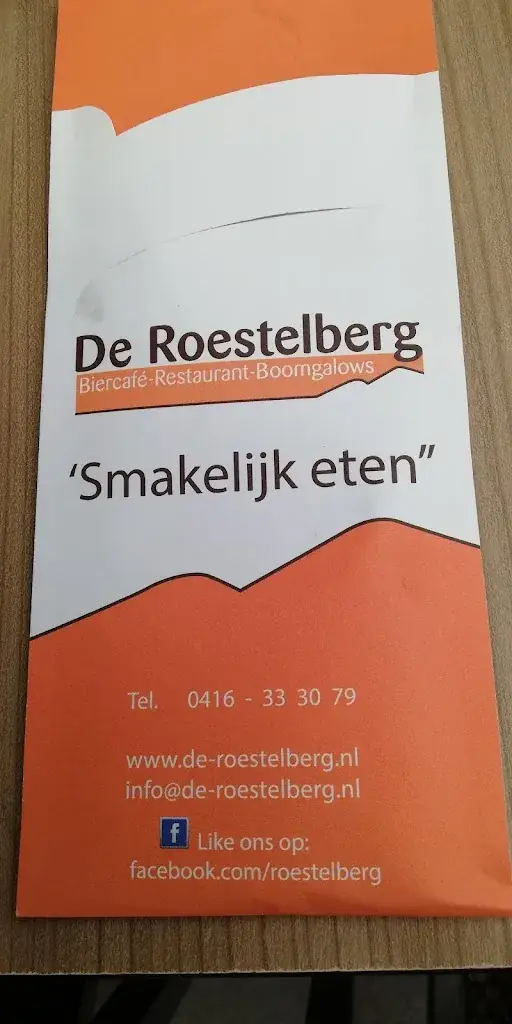 De Roestelberg
Biercafé-Restaurant-Boomgalows
‘Smakelijk eten”
Tel. 0416 - 33 30 79
www.de-roestelberg.nl
info@de-roestelberg.nl
f Like ons op:
facebook.com/roestelberg